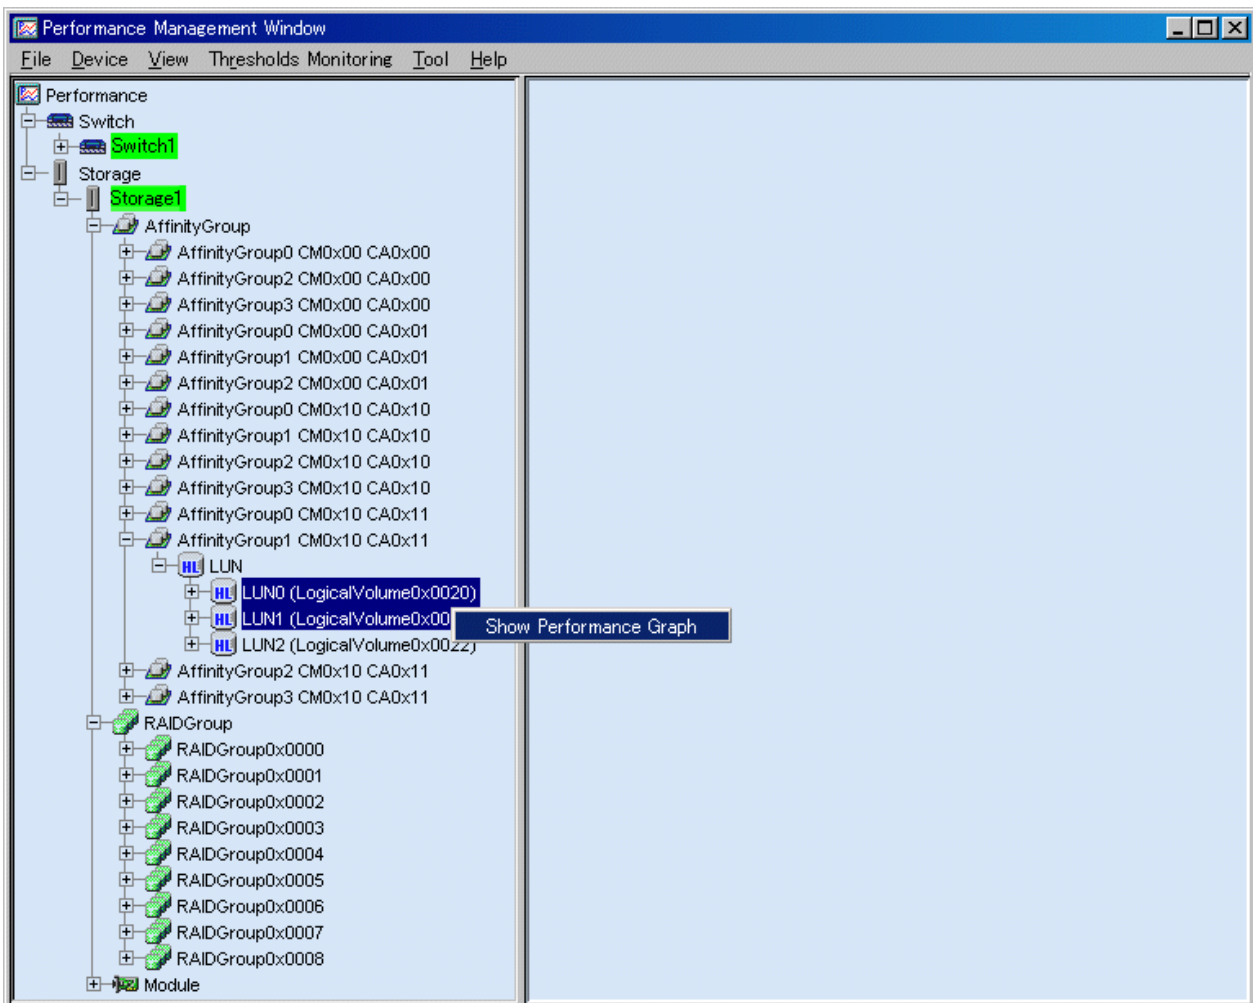 Performance Management Window
File Device View Thresholds Monitoring Tool Help
Performance
Switch
Switch1
Storage
Storage1
AffinityGroup
AffinityGroup0 CM0x00 CA0x00
AffinityGroup2 CM0x00 CA0x00
AffinityGroup3 CM0x00 CA0x00
AffinityGroup0 CM0x00 CA0x01
AffinityGroup1 CM0x00 CA0x01
AffinityGroup2 CM0x00 CA0x01
AffinityGroup0 CM0x10 CA0x10
AffinityGroup1 CM0x10 CA0x10
AffinityGroup2 CM0x10 CA0x10
AffinityGroup3 CM0x10 CA0x10
AffinityGroup0 CM0x10 CA0x11
AffinityGroup1 CM0x10 CA0x11
HL LUN
HL LUN0 (LogicalVolume0x0020)
HL LUN1 (LogicalVolume0x00
Show Performance Graph
HL LUN2 (LogicalVolume0x0022)
AffinityGroup2 CM0x10 CA0x11
AffinityGroup3 CM0x10 CA0x11
RAIDGroup
RAIDGroup0x0000
RAIDGroup0x0001
RAIDGroup0x0002
RAIDGroup0x0003
RAIDGroup0x0004
RAIDGroup0x0005
RAIDGroup0x0006
RAIDGroup0x0007
RAIDGroup0x0008
Module